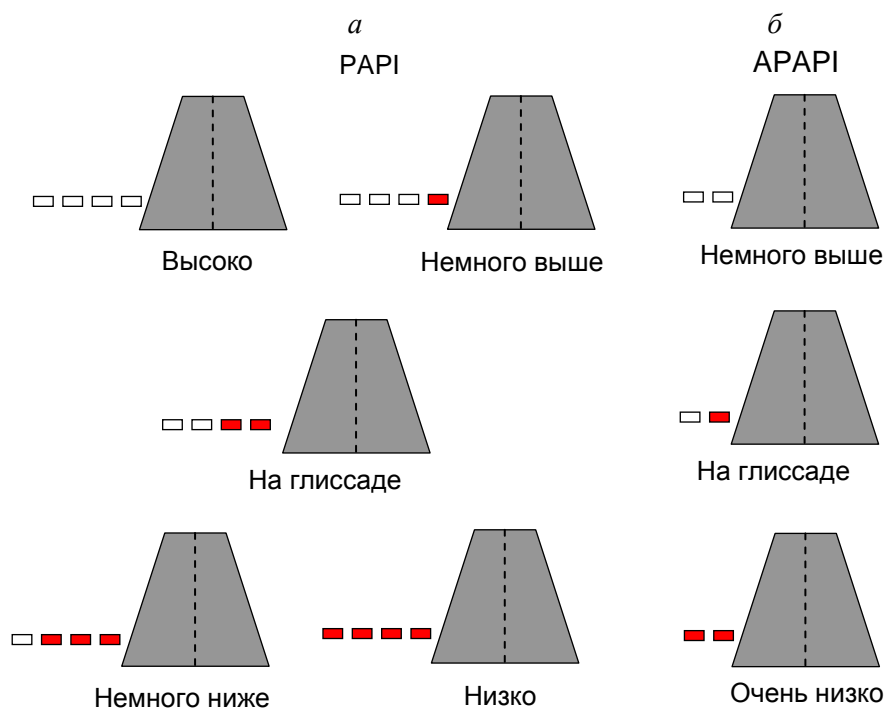 а
PAPI
б
APAPI
Высоко
Немного выше
Немного выше
На глиссаде
На глиссаде
Немного ниже
Низко
Очень низко